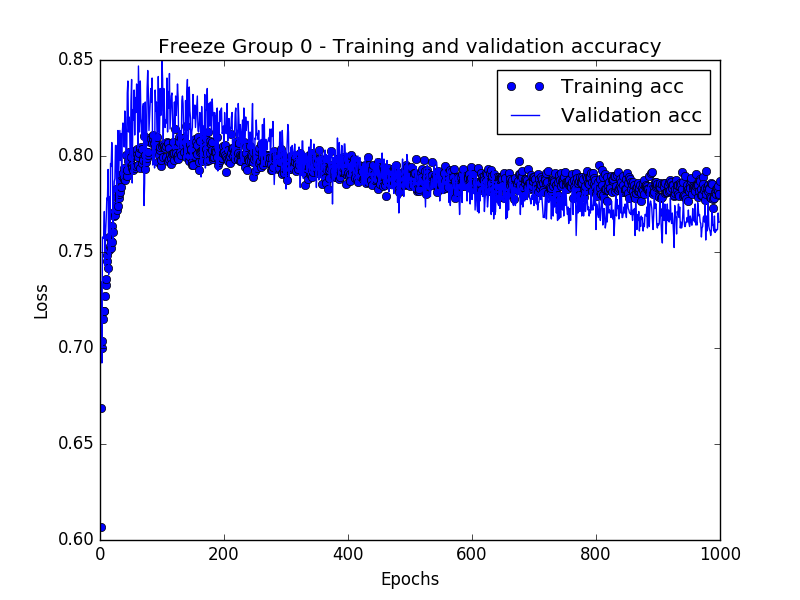 Freeze Group 0 - Training and validation accuracy
0.85
Training acc
Validation acc
0.80
0.75
Loss
0.70
0.65
0.60
0 200 400 600 800 1000
Epochs